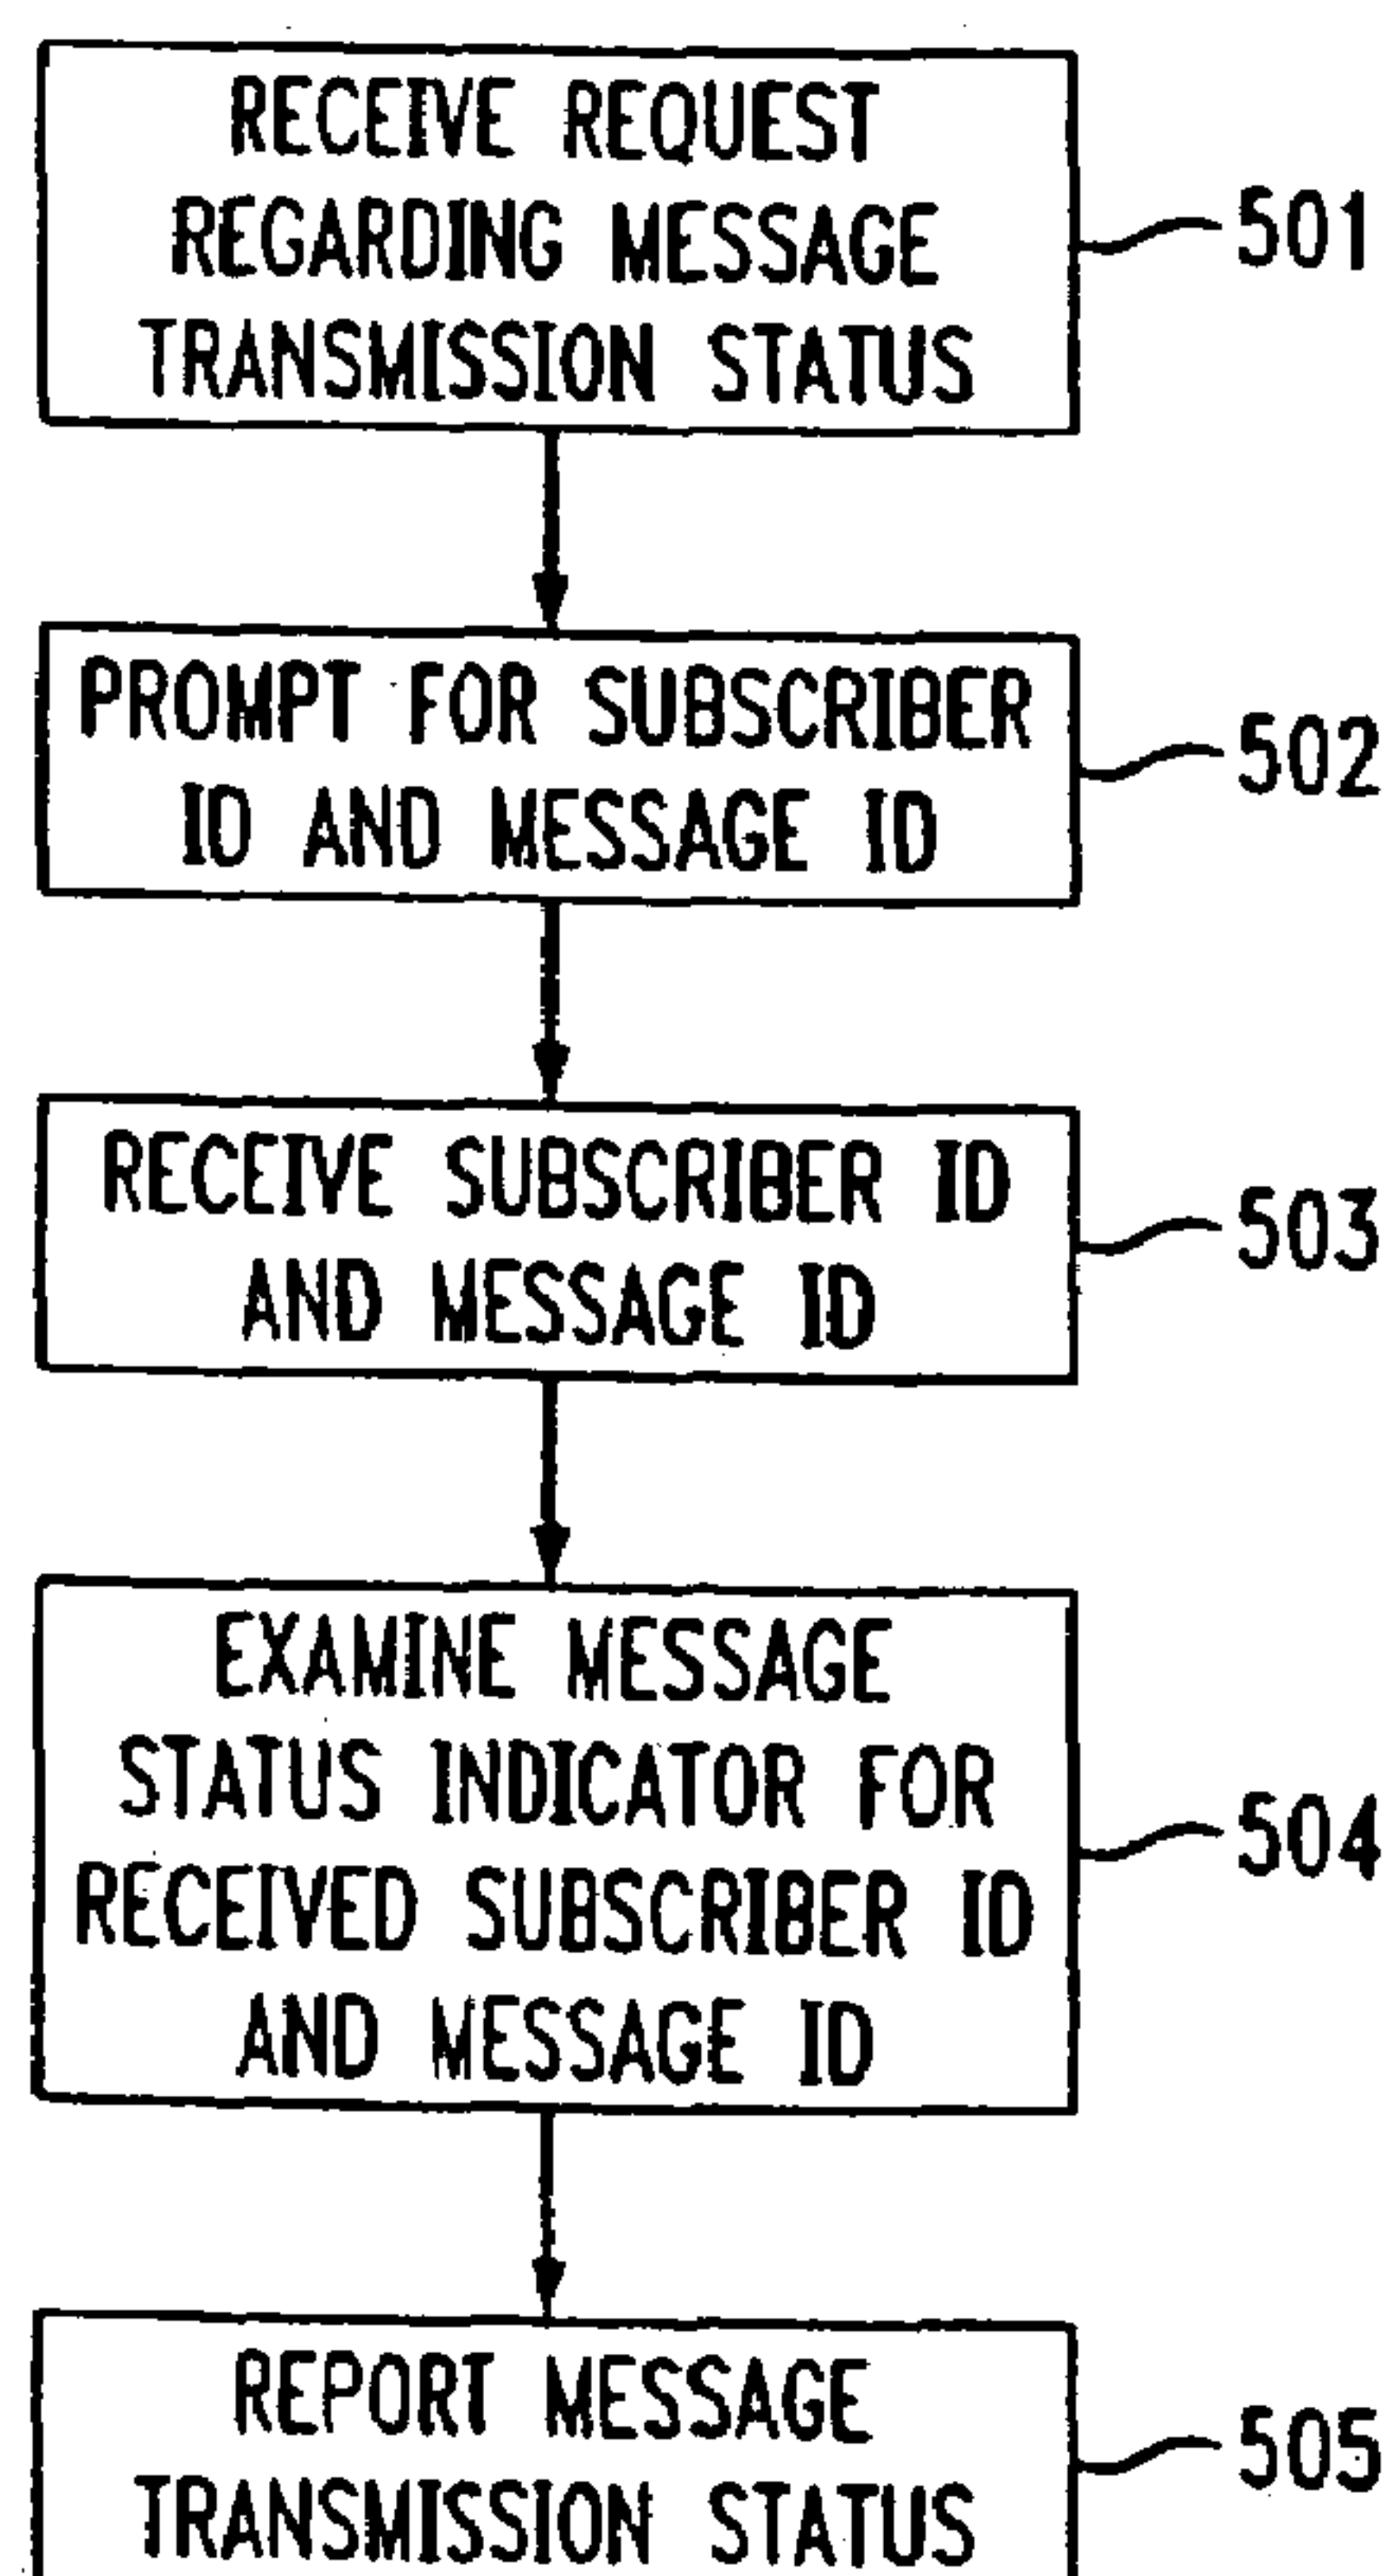 RECEIVE REQUEST
REGARDING MESSAGE
TRANSMISSION STATUS
501
PROMPT FOR SUBSCRIBER
ID AND MESSAGE ID
502
RECEIVE SUBSCRIBER ID
AND MESSAGE ID
503
EXAMINE MESSAGE
STATUS INDICATOR FOR
RECEIVED SUBSCRIBER ID
AND MESSAGE ID
504
REPORT MESSAGE
TRANSMISSION STATUS
505